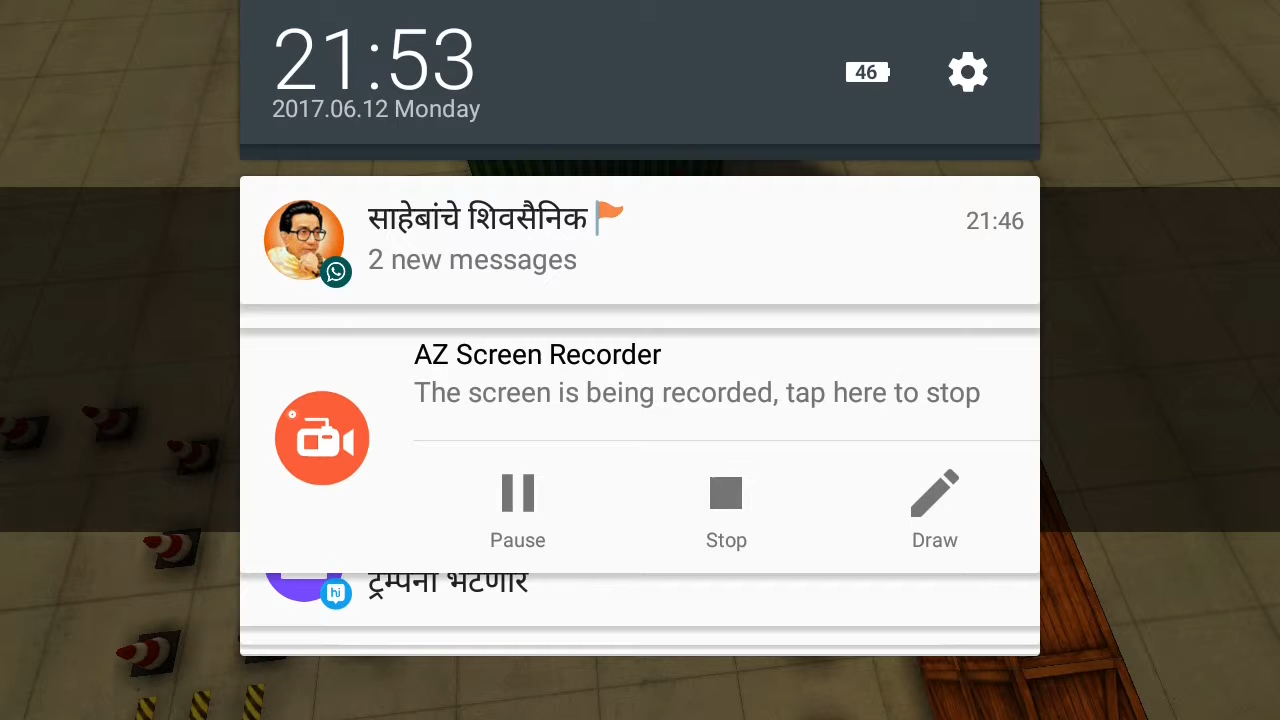 21:53
2017.06.12 Monday
46
साहेबांचे शिवसैनिक
21:46
2 new messages
AZ Screen Recorder
The screen is being recorded, tap here to stop
Pause
Stop
Draw
hi
ट्रम्पना भेटणार